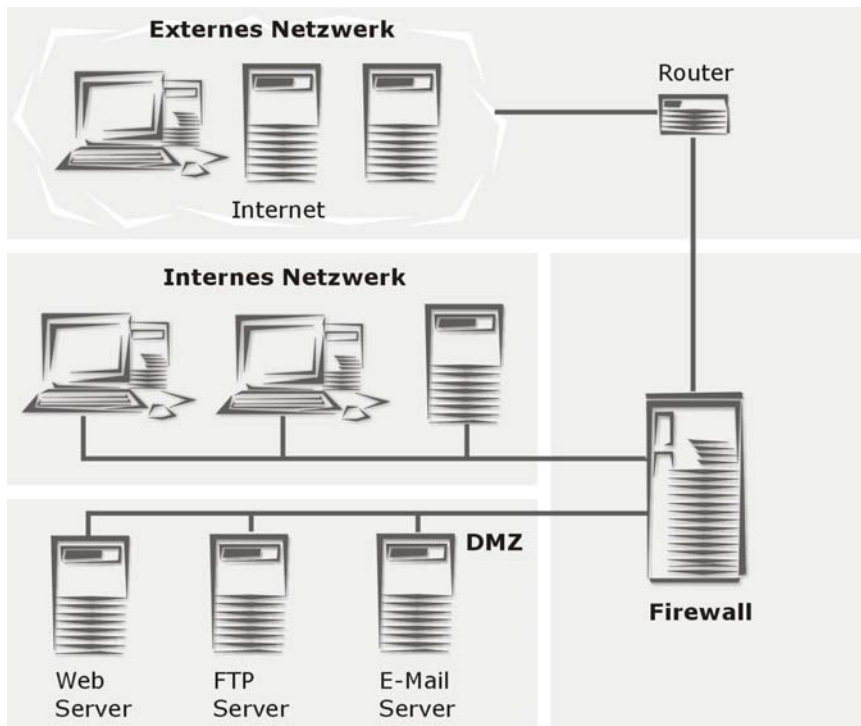 Externes Netzwerk
Router
Internet
Internes Netzwerk
DMZ
Firewall
Web
Server
FTP
Server
E-Mail
Server